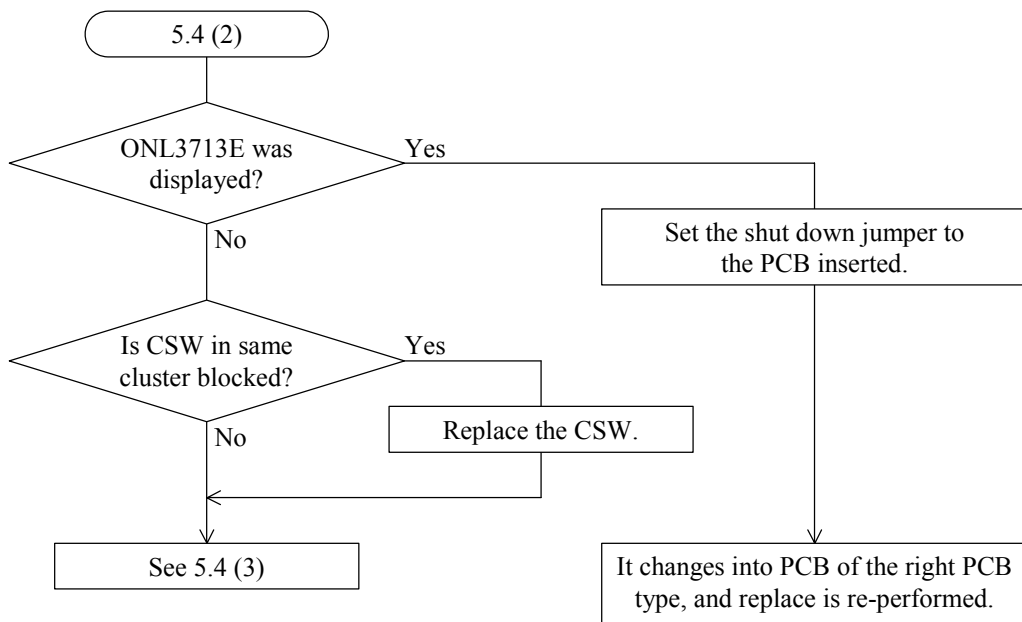 5.4 (2)
ONL3713E was
displayed?
Yes
No
Set the shut down jumper to
the PCB inserted.
Is CSW in same
cluster blocked?
Yes
No
Replace the CSW.
See 5.4 (3)
It changes into PCB of the right PCB
type, and replace is re-performed.